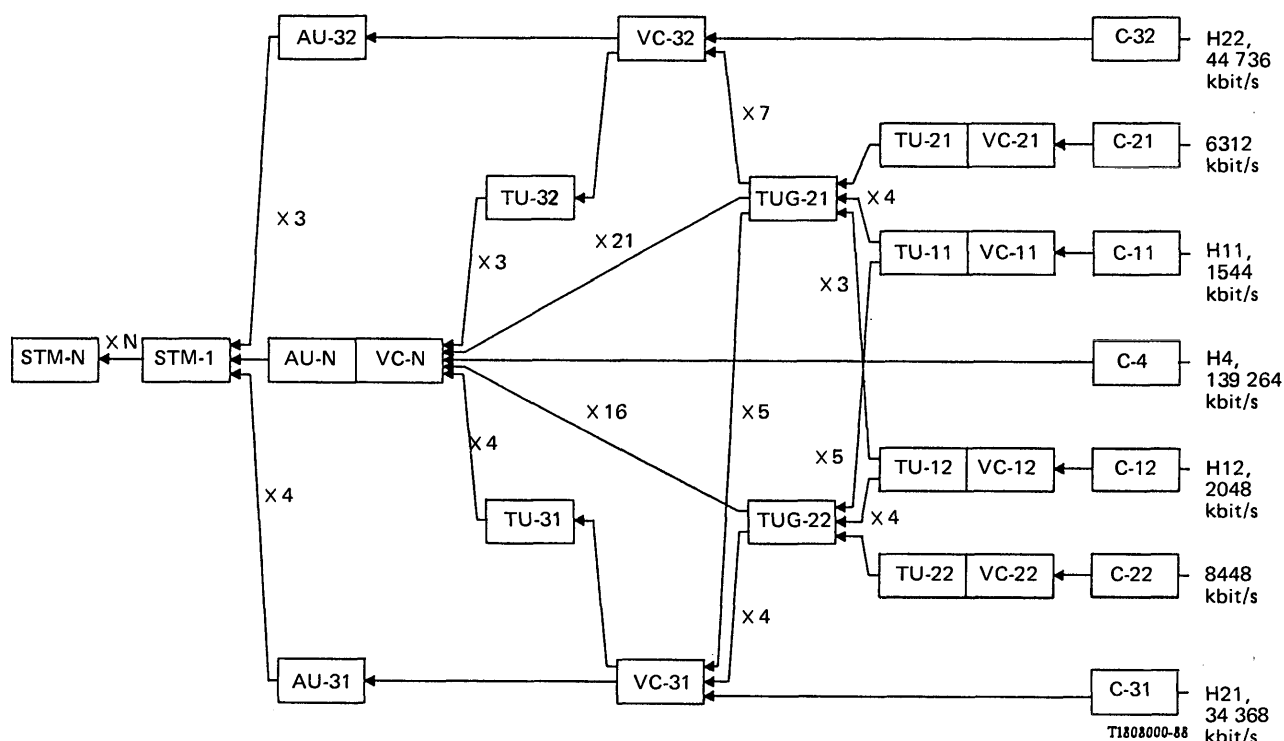 AU-32
VC-32
C-32
H22,
44 736
kbit/s
X 7
TU-21
VC-21
C-21
6312
kbit/s
TU-32
TUG-21
X 4
X 3
X 21
TU-11
VC-11
C-11
H11,
1544
kbit/s
X 3
X 3
STM-N
X N
STM-1
AU-N
VC-N
C-4
H4,
139 264
kbit/s
X 16
X 5
X 4
X 5
TU-12
VC-12
C-12
H12,
2048
kbit/s
X 4
TU-31
TUG-22
X 4
TU-22
VC-22
C-22
8448
kbit/s
X 4
AU-31
VC-31
C-31
H21,
34 368
kbit/s
T1808000-88